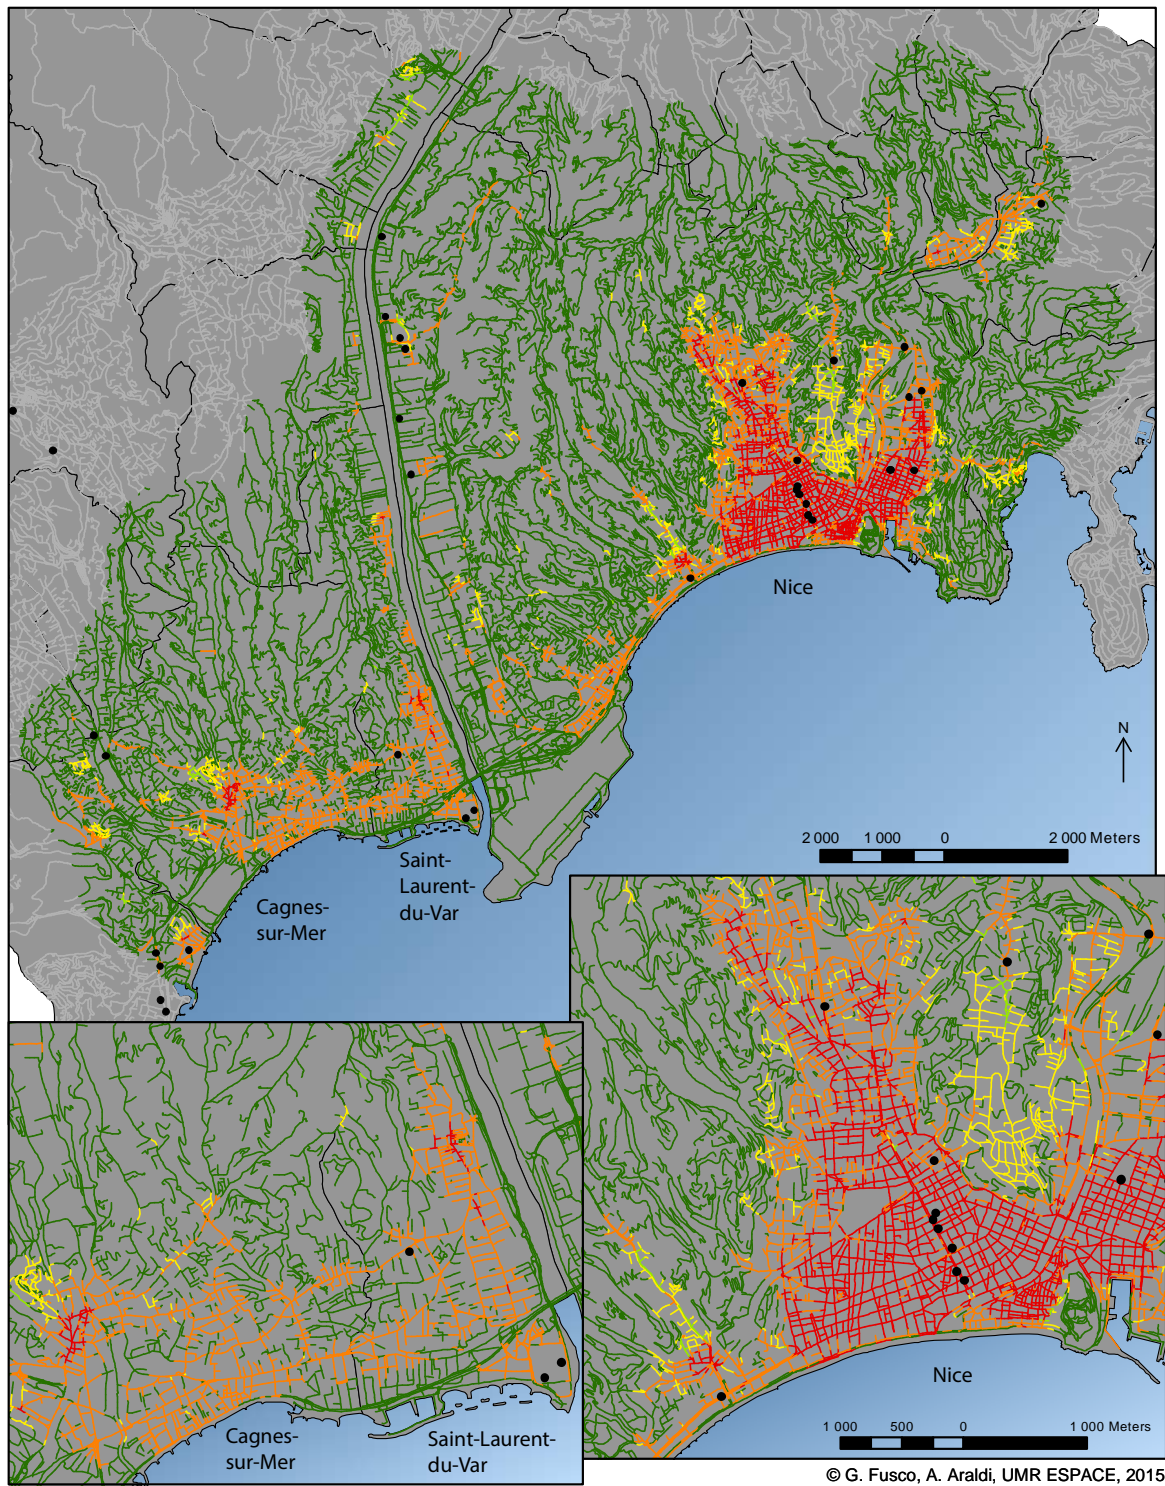 Nice
N
2 000 1 000 0 2 000 Meters
Saint-
Laurent-
du-Var
Cagnes-
sur-Mer
Nice
Cagnes-
sur-Mer
Saint-Laurent-
du-Var
1 000 500 0 1 000 Meters
© G. Fusco, A. Araldi, UMR ESPACE, 2015